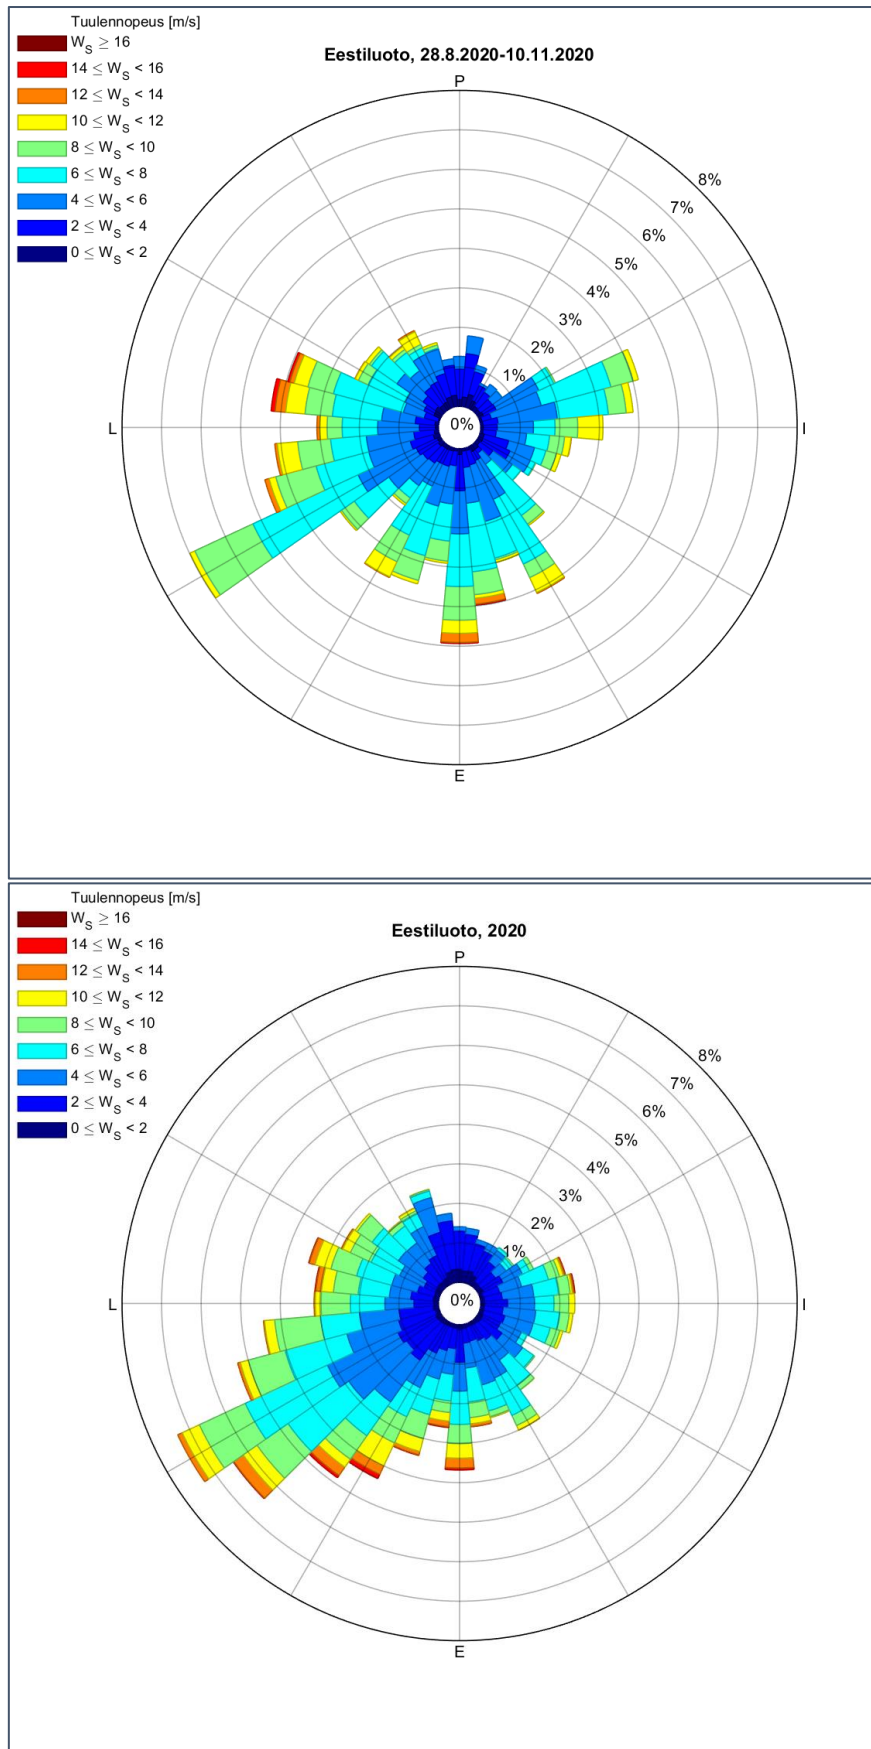 Tuulennopeus [m/s]
W_S ≥ 16
14 ≤ W_S < 16
12 ≤ W_S < 14
10 ≤ W_S < 12
8 ≤ W_S < 10
6 ≤ W_S < 8
4 ≤ W_S < 6
2 ≤ W_S < 4
0 ≤ W_S < 2
Eestiluoto, 28.8.2020-10.11.2020
P
8%
7%
6%
5%
4%
3%
2%
1%
0%
L
I
E
Tuulennopeus [m/s]
W_S ≥ 16
14 ≤ W_S < 16
12 ≤ W_S < 14
10 ≤ W_S < 12
8 ≤ W_S < 10
6 ≤ W_S < 8
4 ≤ W_S < 6
2 ≤ W_S < 4
0 ≤ W_S < 2
Eestiluoto, 2020
P
8%
7%
6%
5%
4%
3%
2%
1%
0%
L
I
E